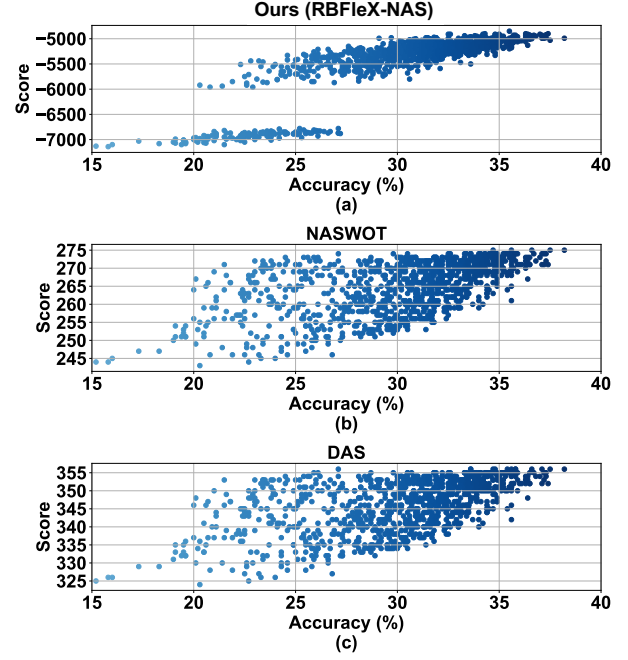 Ours (RBFleX-NAS)
−5000
−5500
−6000
−6500
−7000
Score
15 20 25 30 35 40
Accuracy (%)
(a)
NASWOT
275
270
265
260
255
250
245
Score
15 20 25 30 35 40
Accuracy (%)
(b)
DAS
355
350
345
340
335
330
325
Score
15 20 25 30 35 40
Accuracy (%)
(c)